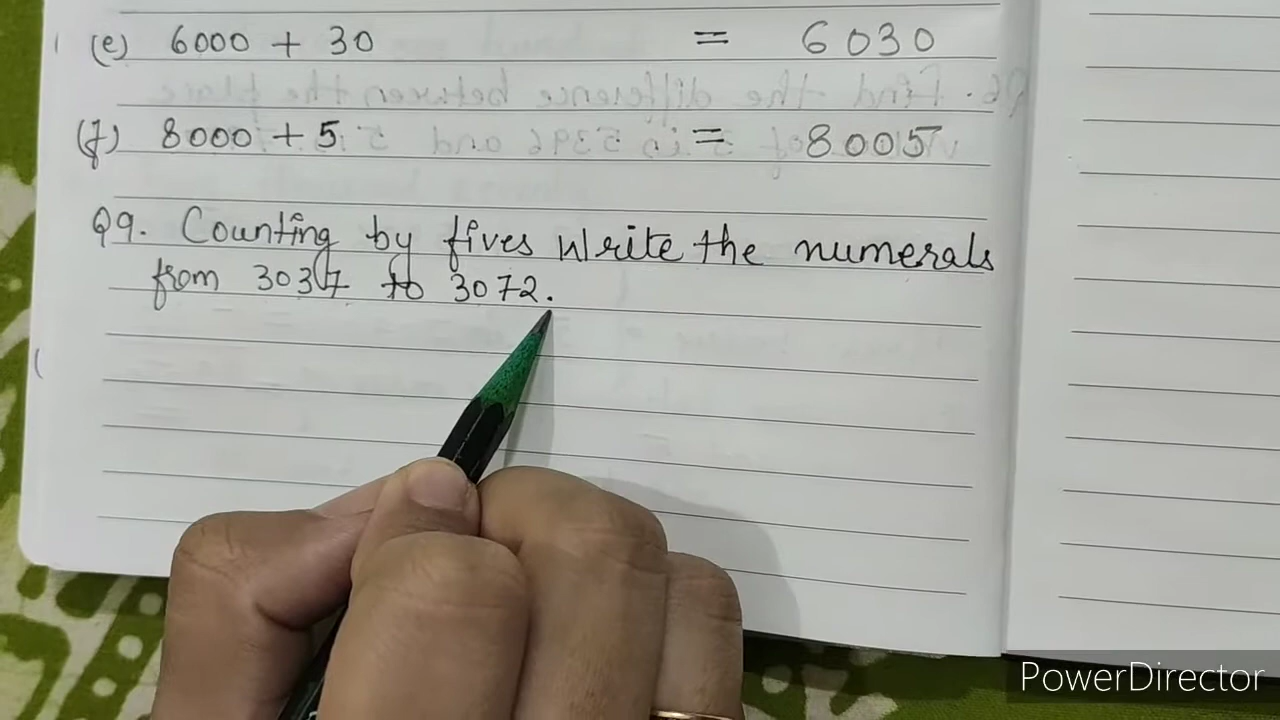 (e) 6000 + 30 = 6030
(f) 8000 + 5 = 8005
Q9. Counting by fives Write the numerals
from 3037 to 3072.
PowerDirector